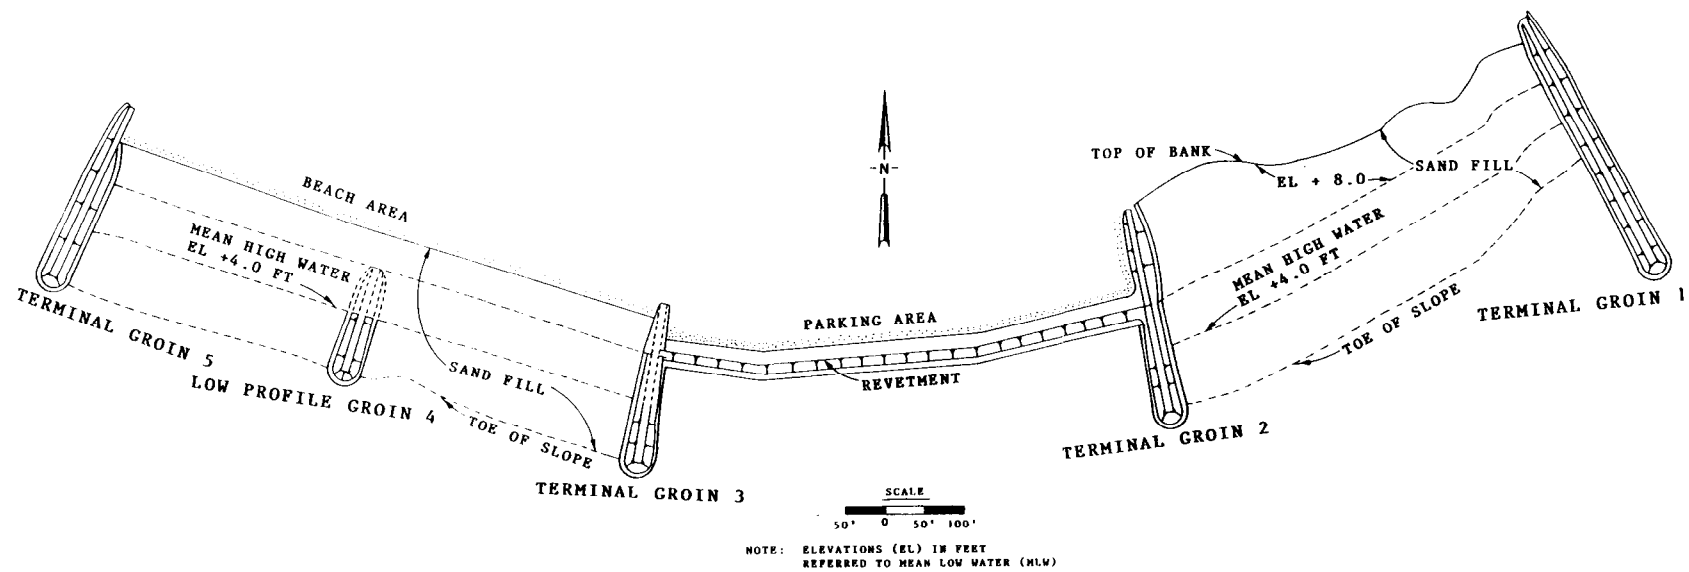 BEACH AREA
MEAN HIGH WATER
EL +4.0 FT
TERMINAL GROIN 5
LOW PROFILE GROIN 4
SAND FILL
TOE OF SLOPE
TERMINAL GROIN 3
N
PARKING AREA
REVETMENT
TOP OF BANK
EL + 8.0
SAND FILL
MEAN HIGH WATER
EL +4.0 FT
TOE OF SLOPE
TERMINAL GROIN 1
TERMINAL GROIN 2
SCALE
50' 0 50' 100'
NOTE: ELEVATIONS (EL) IN FEET
REFERRED TO MEAN LOW WATER (MLW)